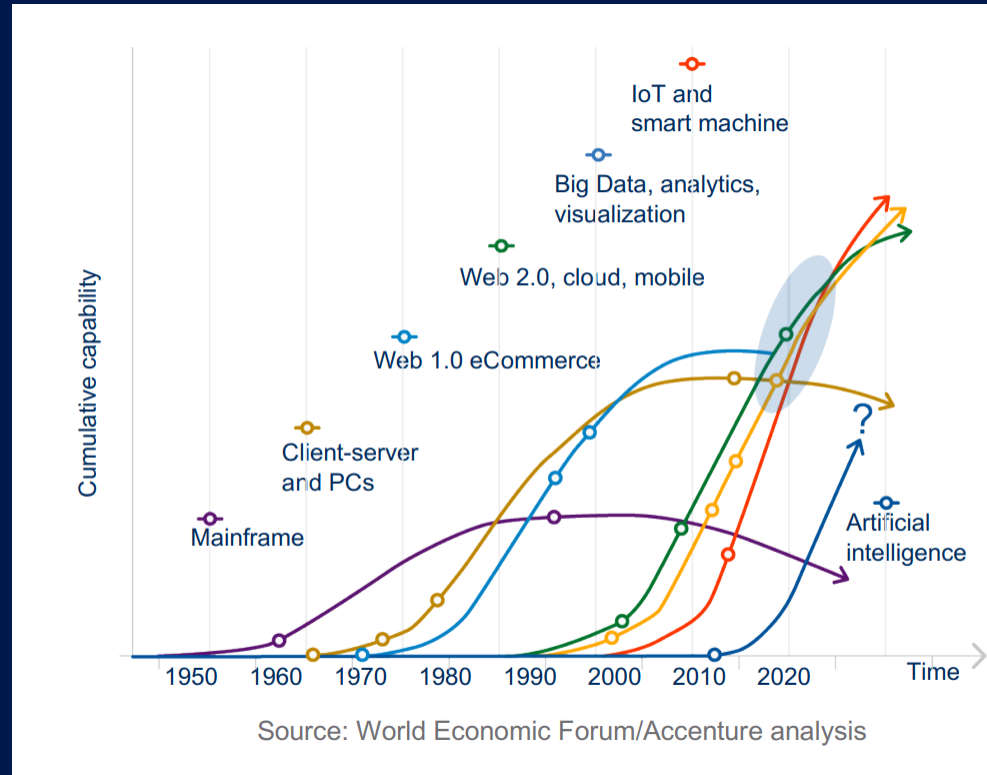 IoT and
smart machine
Big Data, analytics,
visualization
Web 2.0, cloud, mobile
Web 1.0 eCommerce
Client-server
and PCs
Mainframe
?
Artificial
intelligence
Cumulative capability
1950 1960 1970 1980 1990 2000 2010 2020 Time
Source: World Economic Forum/Accenture analysis